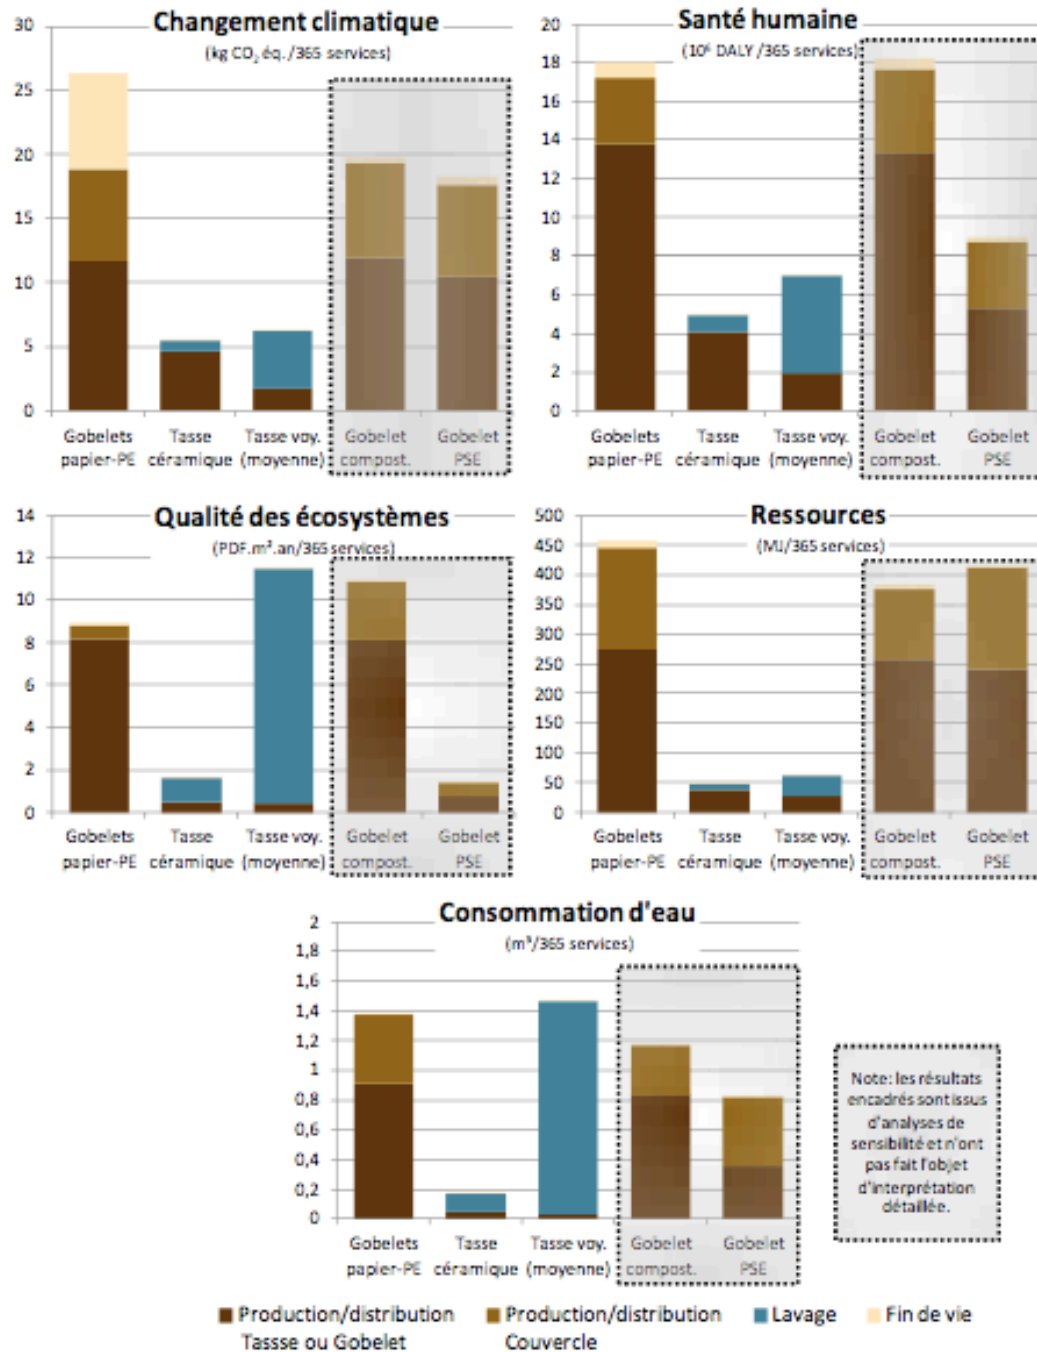 Changement climatique
(kg CO₂ éq./365 services)
30
25
20
15
10
5
0
Gobelets
papier-PE
Tasse
céramique
Tasse voy.
(moyenne)
Gobelet
compost.
Gobelet
PSE
Santé humaine
(10⁶ DALY /365 services)
20
18
16
14
12
10
8
6
4
2
0
Gobelets
papier-PE
Tasse
céramique
Tasse voy.
(moyenne)
Gobelet
compost.
Gobelet
PSE
Qualité des écosystèmes
(PDF.m².an/365 services)
14
12
10
8
6
4
2
0
Gobelets
papier-PE
Tasse
céramique
Tasse voy.
(moyenne)
Gobelet
compost.
Gobelet
PSE
Ressources
(MJ/365 services)
500
450
400
350
300
250
200
150
100
50
0
Gobelets
papier-PE
Tasse
céramique
Tasse voy.
(moyenne)
Gobelet
compost.
Gobelet
PSE
Consommation d'eau
(m³/365 services)
2
1,8
1,6
1,4
1,2
1
0,8
0,6
0,4
0,2
0
Gobelets
papier-PE
Tasse
céramique
Tasse voy.
(moyenne)
Gobelet
compost.
Gobelet
PSE
Note: les résultats
encadrés sont issus
d'analyses de
sensibilité et n'ont
pas fait l'objet
d'interprétation
détaillée.
Production/distribution
Tassse ou Gobelet
Production/distribution
Couvercle
Lavage
Fin de vie